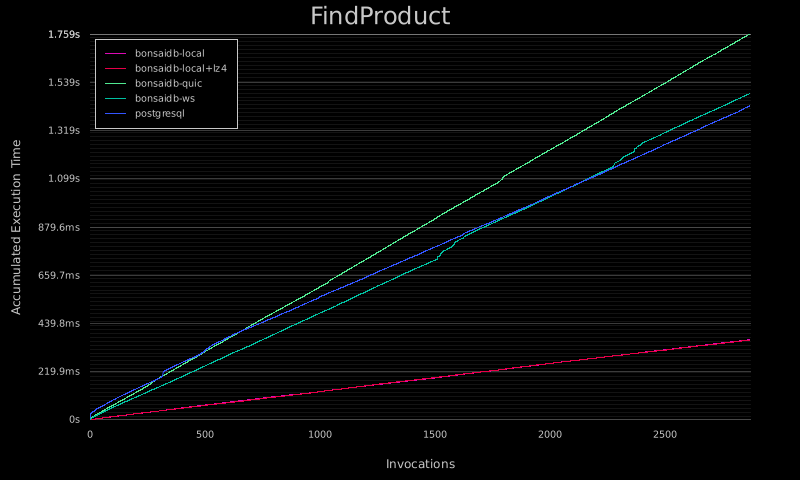 FindProduct
1.759s
1.539s
1.319s
1.099s
879.6ms
659.7ms
439.8ms
219.9ms
0s
bonsaidb-local
bonsaidb-local+lz4
bonsaidb-quic
bonsaidb-ws
postgresql
Accumulated Execution Time
0
500
1000
1500
2000
2500
Invocations